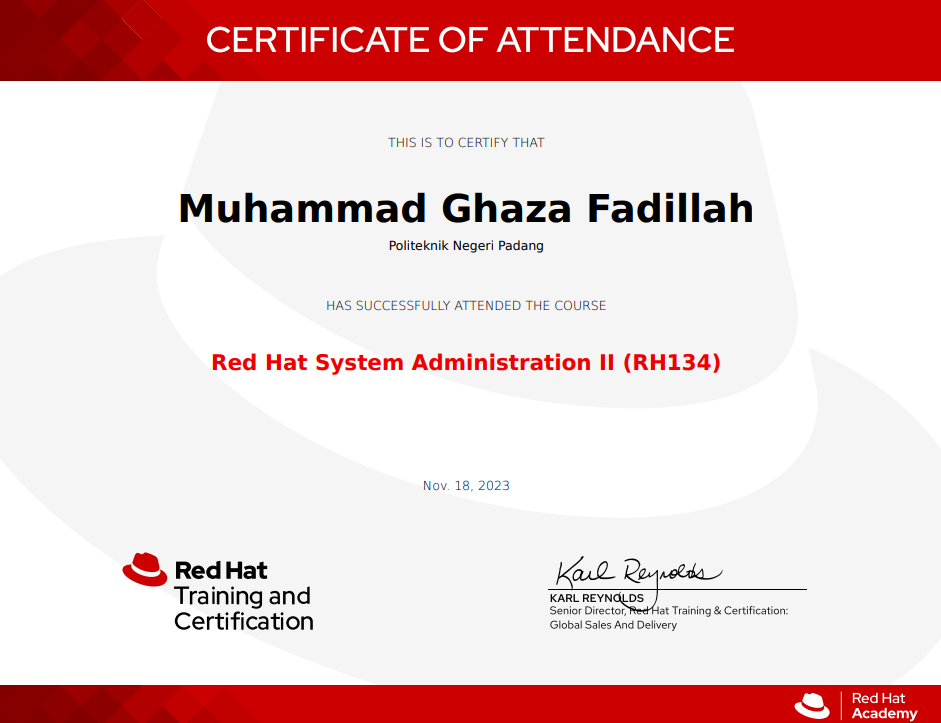 CERTIFICATE OF ATTENDANCE
THIS IS TO CERTIFY THAT
Muhammad Ghaza Fadillah
Politeknik Negeri Padang
HAS SUCCESSFULLY ATTENDED THE COURSE
Red Hat System Administration II (RH134)
Nov. 18, 2023
Red Hat
Training and
Certification
Karl Reynolds
KARL REYNOLDS
Senior Director, Red Hat Training & Certification:
Global Sales And Delivery
Red Hat
Academy